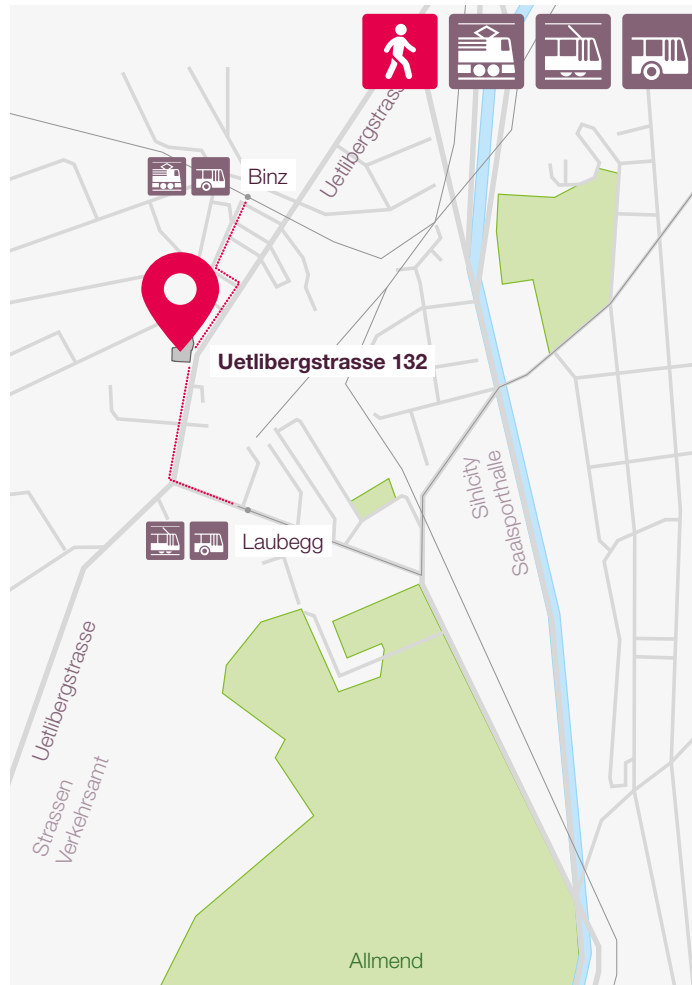 Uetlibergstrasse
Binz
Uetlibergstrasse 132
Sihlcity
Saalsporthalle
Laubegg
Uetlibergstrasse
Strassen
Verkehrsamt
Allmend